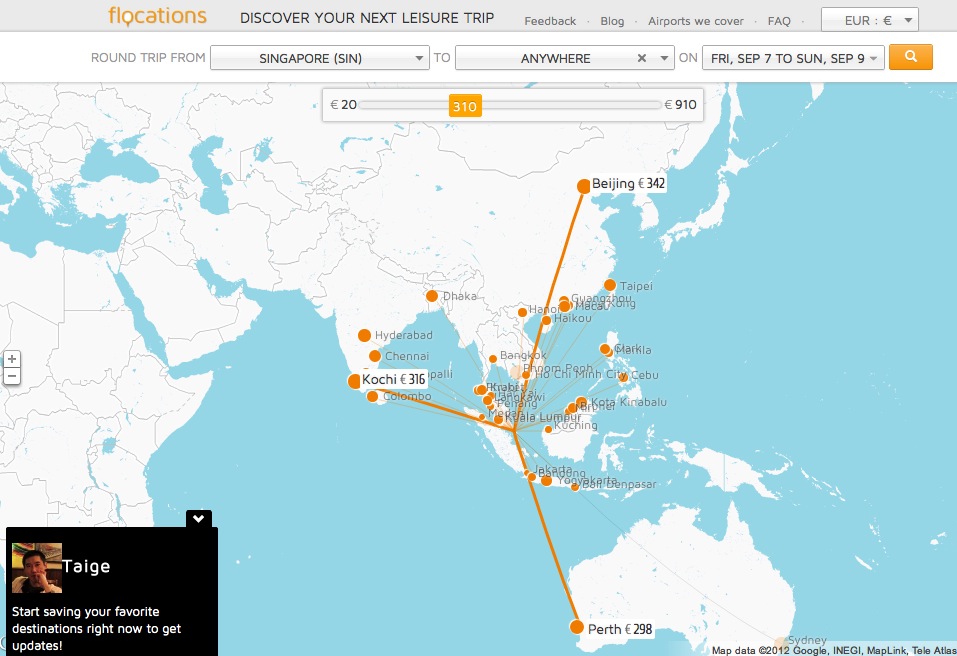 flocations DISCOVER YOUR NEXT LEISURE TRIP Feedback · Blog · Airports we cover · FAQ · EUR : €
ROUND TRIP FROM SINGAPORE (SIN) TO ANYWHERE × ON FRI, SEP 7 TO SUN, SEP 9
€ 20 310 € 910
Beijing € 342
Taipei
Dhaka
Guangzhou
Macau
Kong
Hanoi
Haikou
Hyderabad
Clark
Manila
Chennai
Bangkok
Phnom Penh
Ho Chi Minh City
Cebu
+
−
Kochi € 316
palli
Krabi
Colombo
Langkawi
Penang
Kota Kinabalu
Medan
Kuala Lumpur
Kuching
Jakarta
Bandung
Yogyakarta
Bali Denpasar
Taige
Start saving your favorite
destinations right now to get
updates!
Perth € 298
Sydney
Map data ©2012 Google, INEGI, MapLink, Tele Atlas